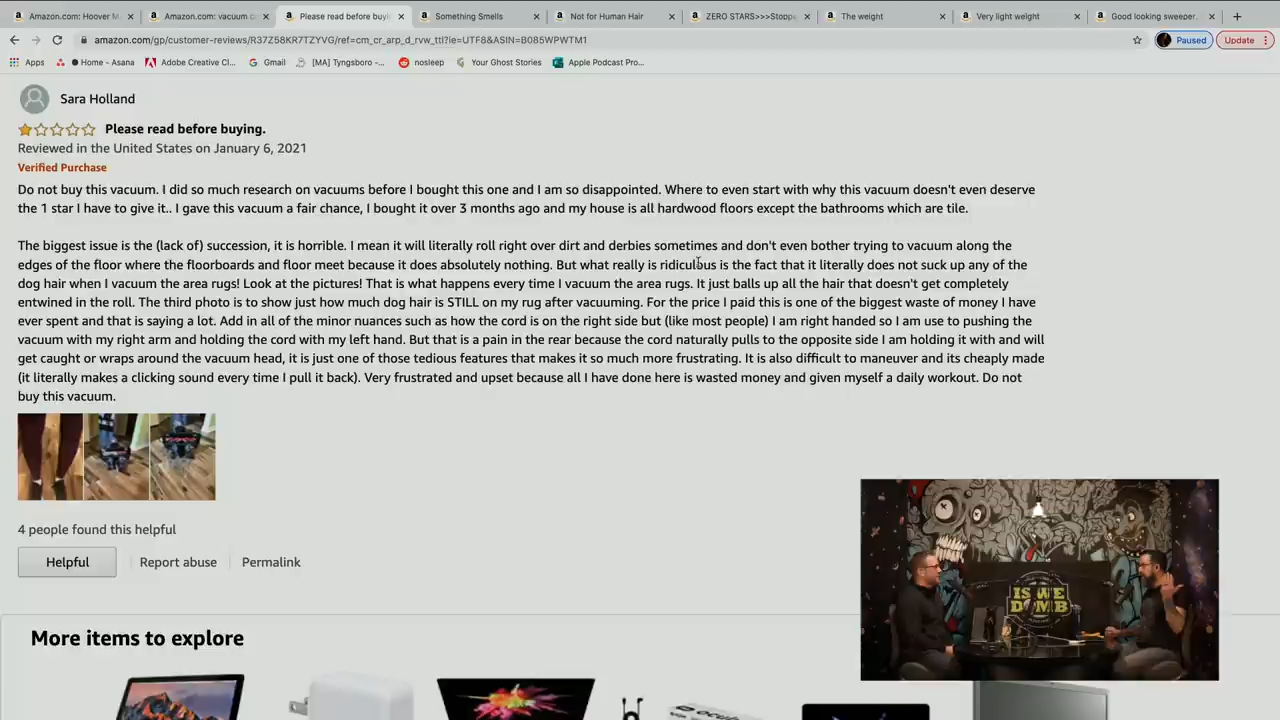 Amazon.com: Hoover M
Amazon.com: vacuum c
Please read before buyi
Something Smells
Not for Human Hair
ZERO STARS>>>Stoppe
The weight
Very light weight
Good looking sweeper.
amazon.com/gp/customer-reviews/R37Z58KR7TZYVG/ref=cm_cr_arp_d_rvw_ttl?ie=UTF8&ASIN=B085WPWTM1
Paused
Update
Apps
Home - Asana
Adobe Creative Cl...
Gmail
[MA] Tyngsboro -...
nosleep
Your Ghost Stories
Apple Podcast Pro...
Sara Holland
Please read before buying.
Reviewed in the United States on January 6, 2021
Verified Purchase
Do not buy this vacuum. I did so much research on vacuums before I bought this one and I am so disappointed. Where to even start with why this vacuum doesn't even deserve
the 1 star I have to give it.. I gave this vacuum a fair chance, I bought it over 3 months ago and my house is all hardwood floors except the bathrooms which are tile.
The biggest issue is the (lack of) succession, it is horrible. I mean it will literally roll right over dirt and derbies sometimes and don't even bother trying to vacuum along the
edges of the floor where the floorboards and floor meet because it does absolutely nothing. But what really is ridiculous is the fact that it literally does not suck up any of the
dog hair when I vacuum the area rugs! Look at the pictures! That is what happens every time I vacuum the area rugs. It just balls up all the hair that doesn't get completely
entwined in the roll. The third photo is to show just how much dog hair is STILL on my rug after vacuuming. For the price I paid this is one of the biggest waste of money I have
ever spent and that is saying a lot. Add in all of the minor nuances such as how the cord is on the right side but (like most people) I am right handed so I am use to pushing the
vacuum with my right arm and holding the cord with my left hand. But that is a pain in the rear because the cord naturally pulls to the opposite side I am holding it with and will
get caught or wraps around the vacuum head, it is just one of those tedious features that makes it so much more frustrating. It is also difficult to maneuver and its cheaply made
(it literally makes a clicking sound every time I pull it back). Very frustrated and upset because all I have done here is wasted money and given myself a daily workout. Do not
buy this vacuum.
4 people found this helpful
Helpful
Report abuse
Permalink
IS WE
DUMB
More items to explore